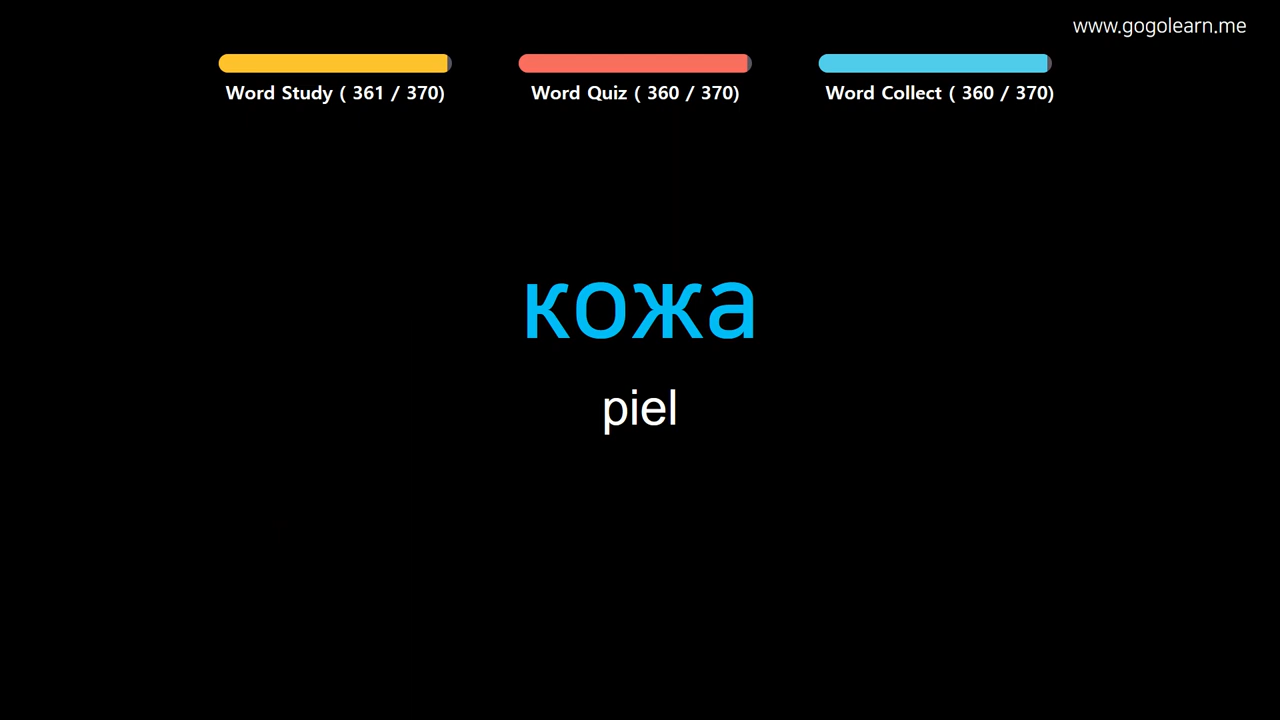 www.gogolearn.me
Word Study ( 361 / 370)
Word Quiz ( 360 / 370)
Word Collect ( 360 / 370)
кожа
piel